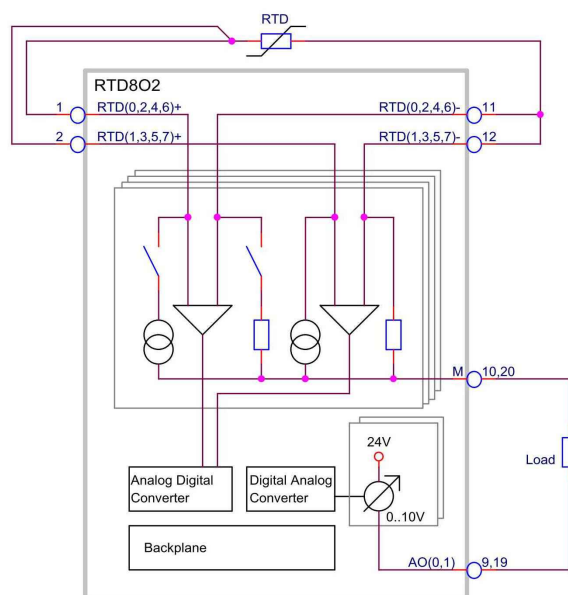 RTD
RTD8O2
1 RTD(0,2,4,6)+ RTD(0,2,4,6)- 11
2 RTD(1,3,5,7)+ RTD(1,3,5,7)- 12
M 10,20
24V
Load
Analog Digital
Converter
Digital Analog
Converter
0..10V
Backplane
AO(0,1) 9,19